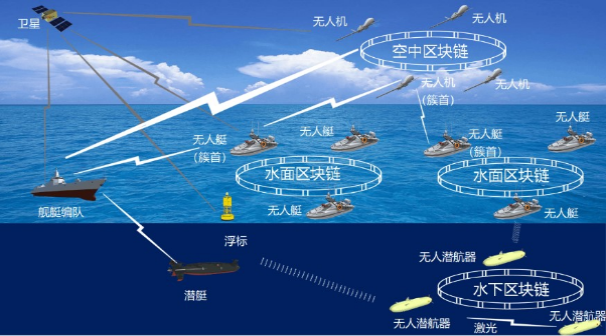 卫星
无人机
无人机
空中区块链
无人机
(族首)
无人机
无人艇
(族首)
无人艇
无人艇
(族首)
无人艇
水面区块链
水面区块链
舰艇编队
无人艇
无人艇
浮标
潜艇
无人潜航器
水下区块链
无人潜航器
激光
无人潜航器